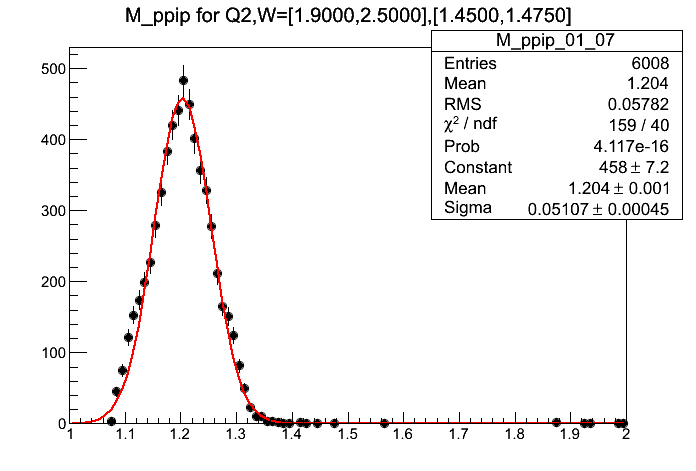 M_ppip for Q2,W=[1.9000,2.5000],[1.4500,1.4750]
M_ppip_01_07
Entries 6008
Mean 1.204
RMS 0.05782
χ² / ndf 159 / 40
Prob 4.117e-16
Constant 458 ± 7.2
Mean 1.204 ± 0.001
Sigma 0.05107 ± 0.00045
500
400
300
200
100
0
1 1.1 1.2 1.3 1.4 1.5 1.6 1.7 1.8 1.9 2